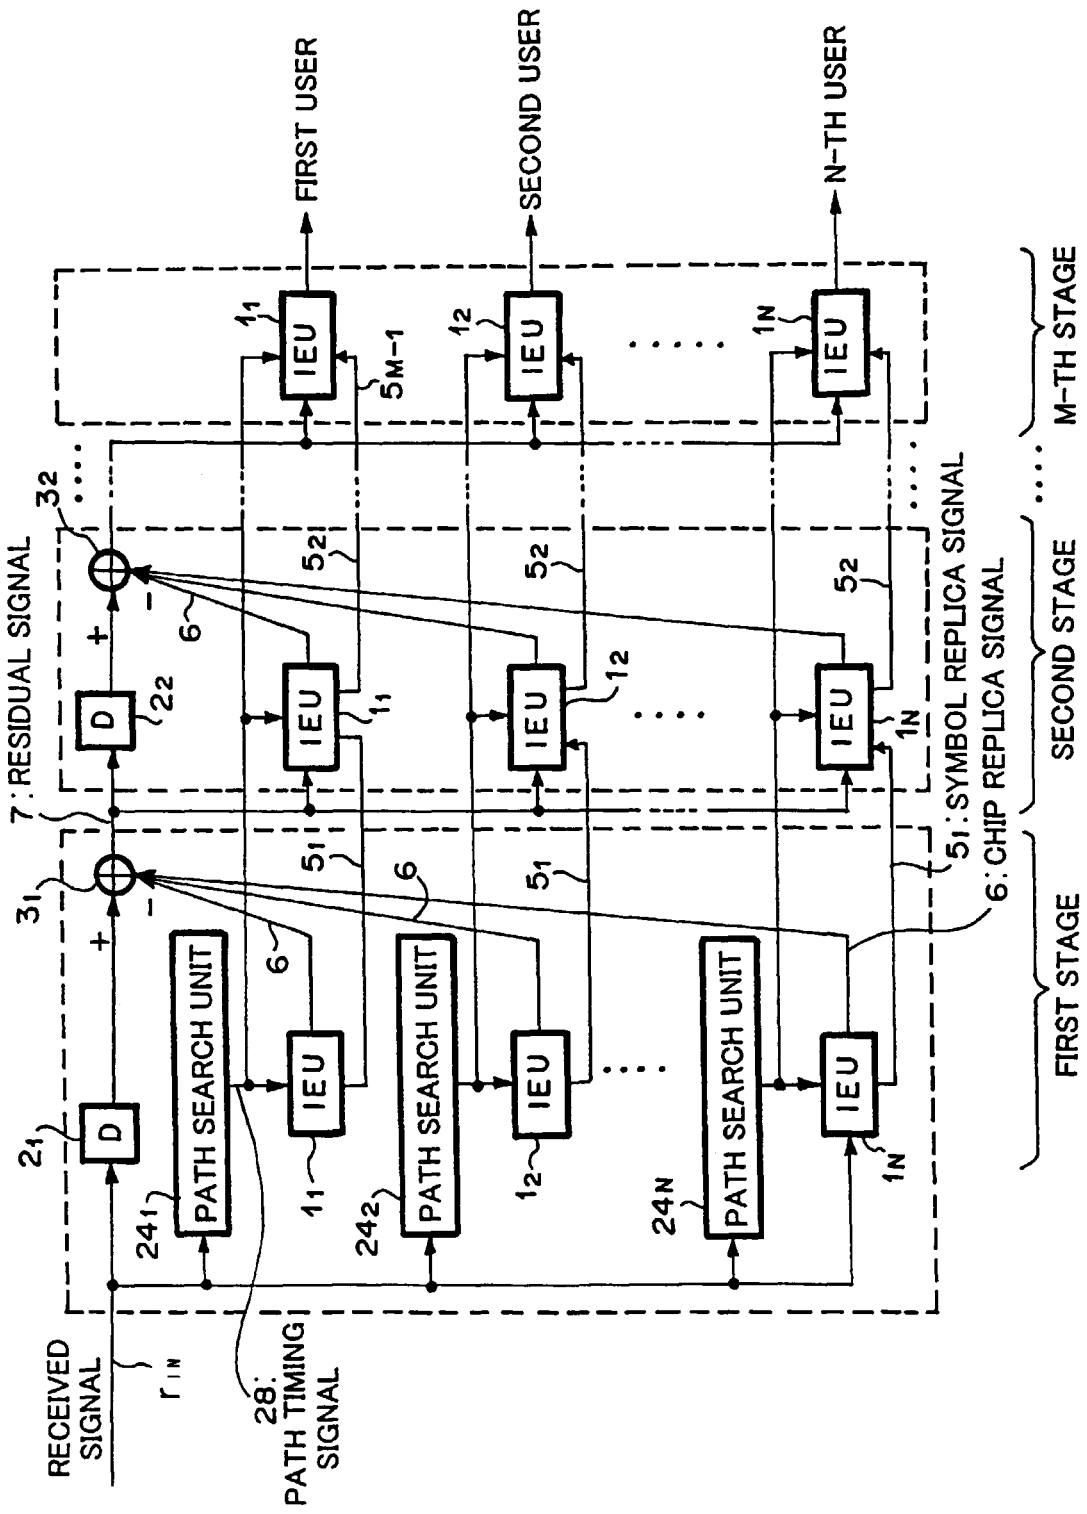 RECEIVED
SIGNAL
rIN
28:
PATH TIMING
SIGNAL
21
D
31
+
−
7: RESIDUAL SIGNAL
D
22
+
−
32
....
241
PATH SEARCH UNIT
6
IEU
11
51
6
IEU
11
52
5M-1
11
IEU
FIRST USER
242
PATH SEARCH UNIT
6
IEU
12
51
IEU
12
52
12
IEU
SECOND USER
.....
....
.....
24N
PATH SEARCH UNIT
IEU
1N
IEU
1N
52
1N
IEU
N-TH USER
....
51: SYMBOL REPLICA SIGNAL
6: CHIP REPLICA SIGNAL
FIRST STAGE
SECOND STAGE
....
M-TH STAGE